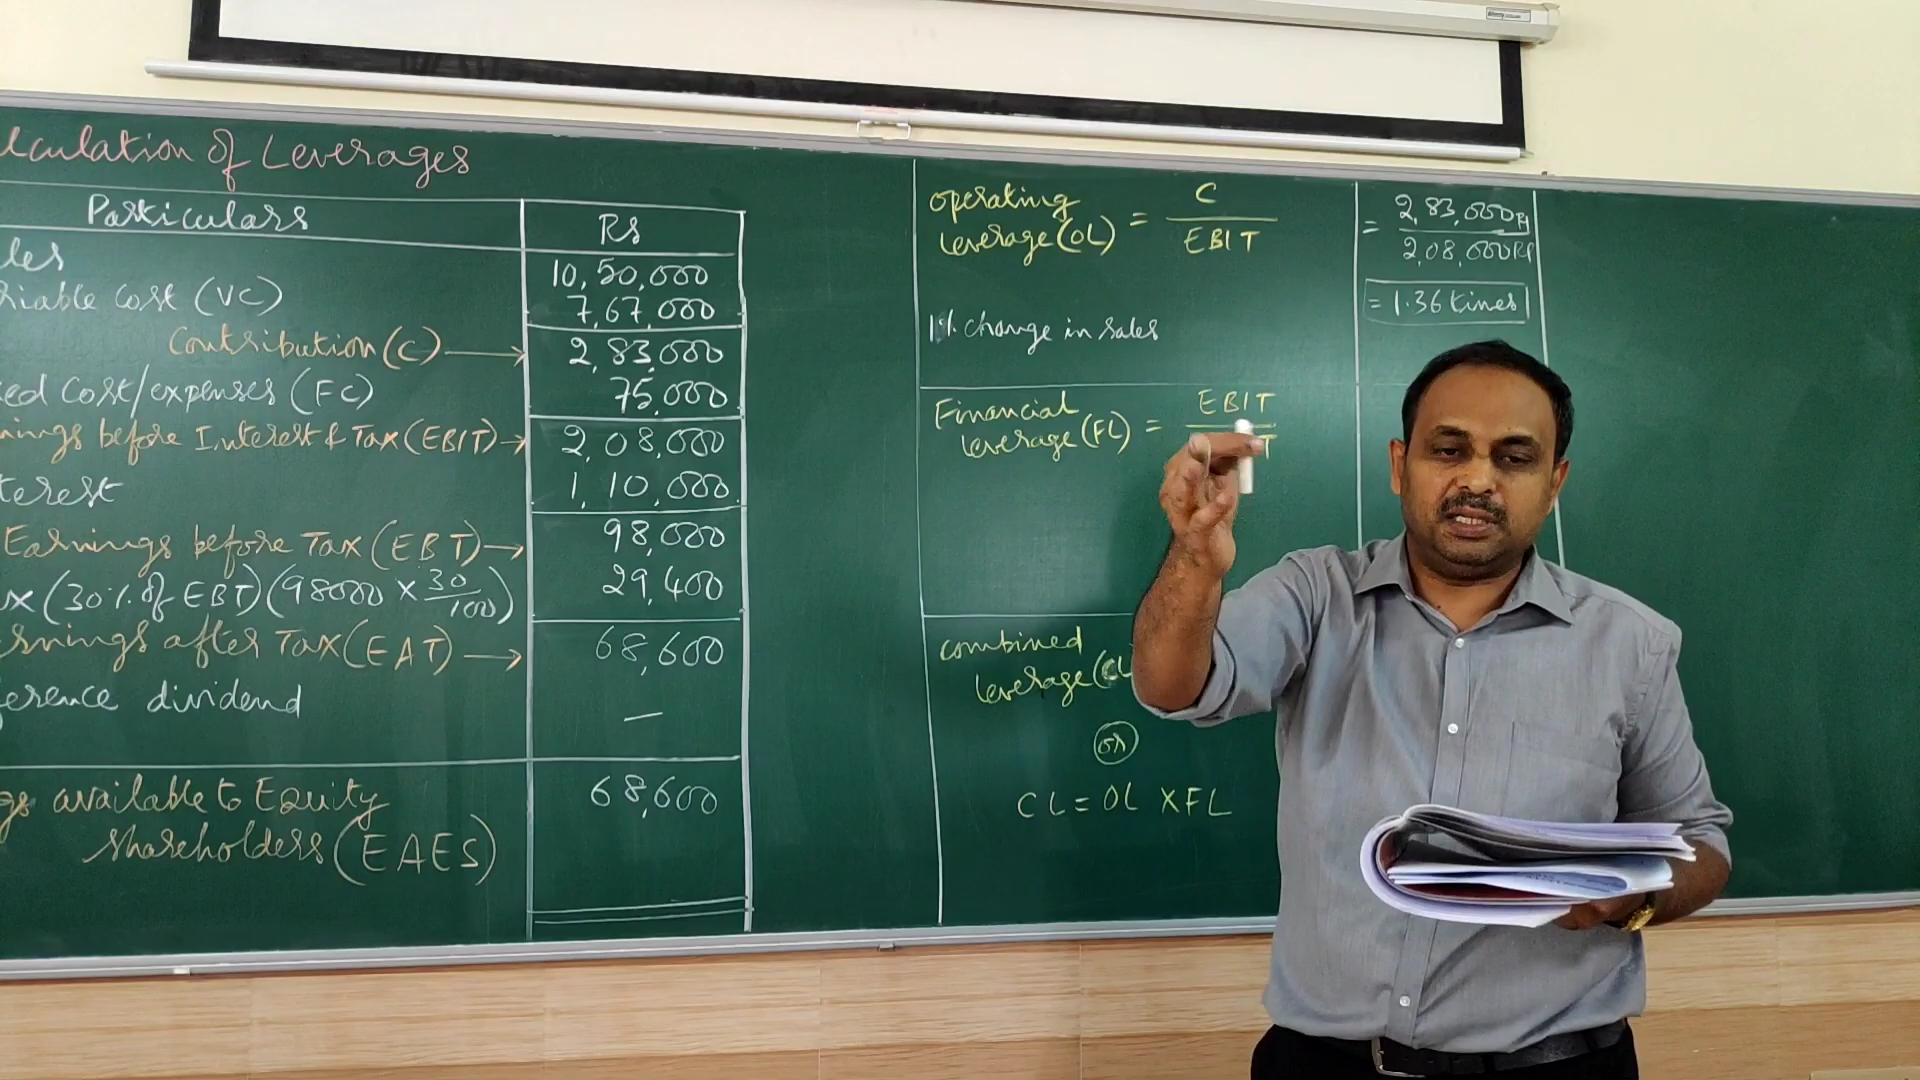 lculation of Leverages
Particulars Rs
les 10,50,000
riable cost (VC) 7,67,000
Contribution (C) → 2,83,000
ed Cost/expenses (FC) 75,000
nings before Interest & Tax (EBIT) → 2,08,000
terest 1,10,000
Earnings before Tax (EBT) → 98,000
x (30% of EBT) (98000 × 30/100) 29,400
rnings after Tax (EAT) → 68,600
ference dividend —
gs available to Equity 68,600
shareholders (EAES)
operating
leverage (OL) = C / EBIT
= 2,83,000 / 2,08,000
= 1.36 times
1% change in sales
Financial
leverage (FL) = EBIT / T
combined
leverage (CL
or
CL = OL × FL